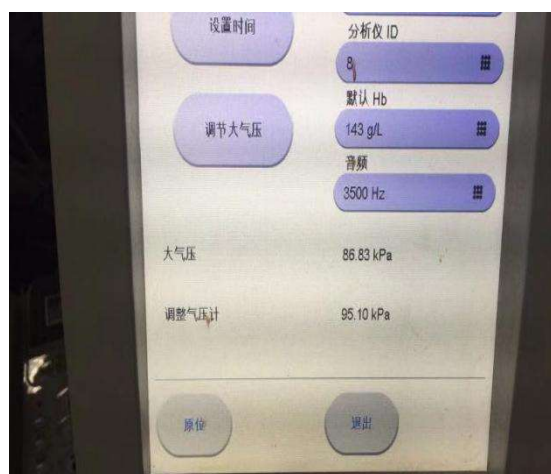 设置时间
分析仪 ID
8
默认 Hb
调节大气压
143 g/L
音频
3500 Hz
大气压
86.83 kPa
调整气压计
95.10 kPa
原位
退出